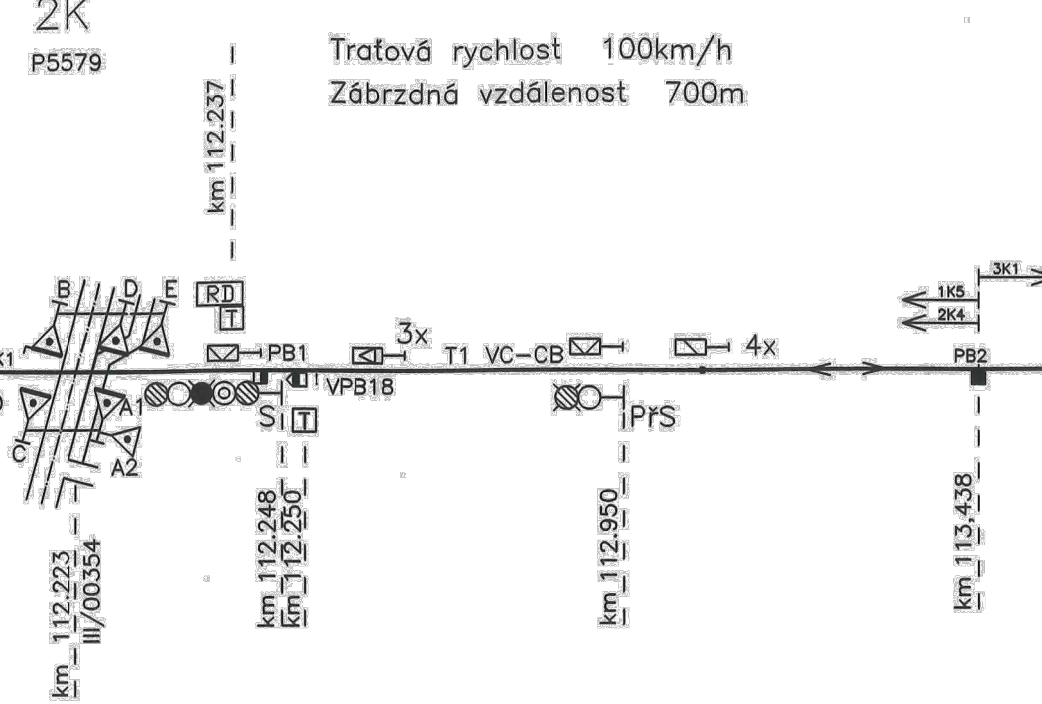 2K
P5579
Traťová rychlost 100km/h
Zábrzdná vzdálenost 700m
km 112.237
3K1
1K5
2K4
B
D
E
RD
T
PB1
3x
T1 VC-CB
4x
PB2
VPB18
A1
S
T
PřS
C
A2
km 112.223
III/00354
km 112.248
km 112.250
km 112.950
km 113,438